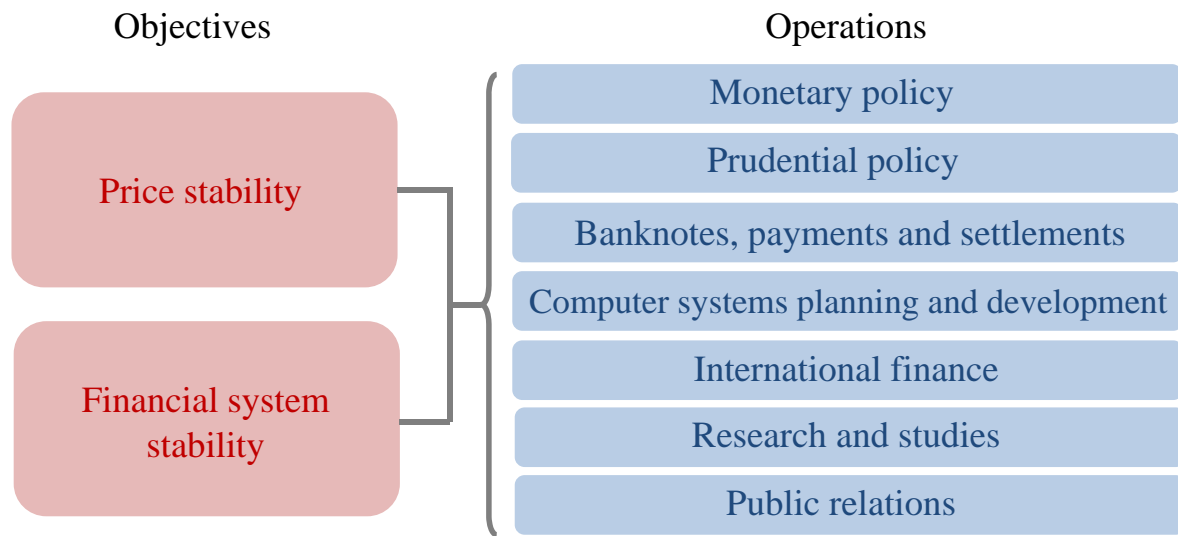 Objectives
Operations
Price stability
Financial system
stability
Monetary policy
Prudential policy
Banknotes, payments and settlements
Computer systems planning and development
International finance
Research and studies
Public relations